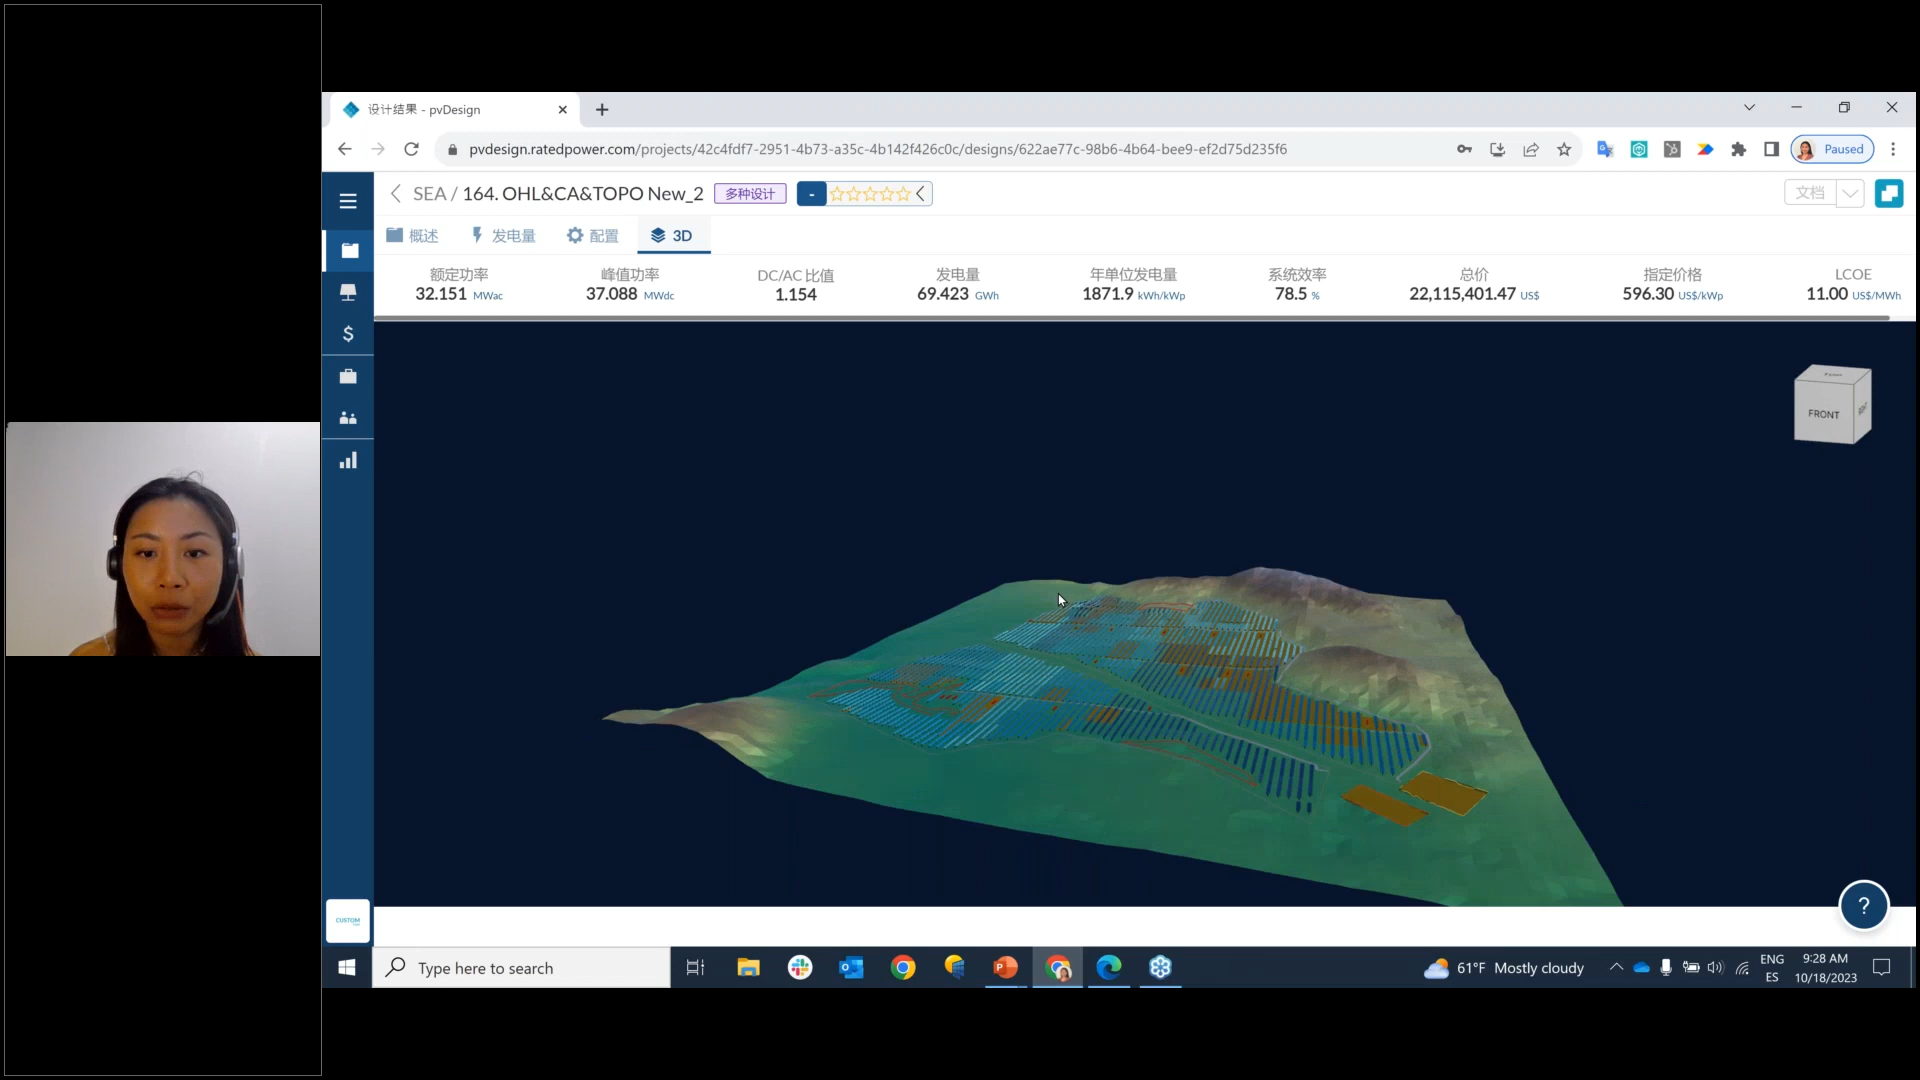 设计结果 - pvDesign
pvdesign.ratedpower.com/projects/42c4fdf7-2951-4b73-a35c-4b142f426c0c/designs/622ae77c-98b6-4b64-bee9-ef2d75d235f6
Paused
SEA / 164. OHL&CA&TOPO New_2 多种设计 -
文档
概述 发电量 配置 3D
额定功率 峰值功率 DC/AC 比值 发电量 年单位发电量 系统效率 总价 指定价格 LCOE
32.151 MWac 37.088 MWdc 1.154 69.423 GWh 1871.9 kWh/kWp 78.5 % 22,115,401.47 US$ 596.30 US$/kWp 11.00 US$/MWh
TOP
FRONT
CUSTOM
?
Type here to search
61°F Mostly cloudy
ENG
ES
9:28 AM
10/18/2023